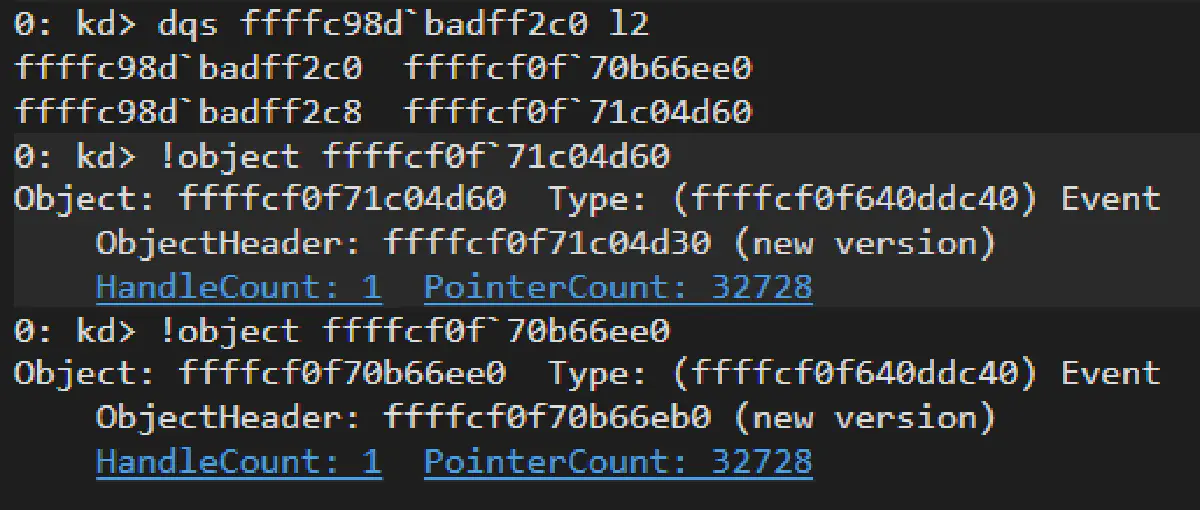 0: kd> dqs ffffc98d`badff2c0 l2
ffffc98d`badff2c0  ffffcf0f`70b66ee0
ffffc98d`badff2c8  ffffcf0f`71c04d60
0: kd> !object ffffcf0f`71c04d60
Object: ffffcf0f71c04d60  Type: (ffffcf0f640ddc40) Event
    ObjectHeader: ffffcf0f71c04d30 (new version)
    HandleCount: 1  PointerCount: 32728
0: kd> !object ffffcf0f`70b66ee0
Object: ffffcf0f70b66ee0  Type: (ffffcf0f640ddc40) Event
    ObjectHeader: ffffcf0f70b66eb0 (new version)
    HandleCount: 1  PointerCount: 32728